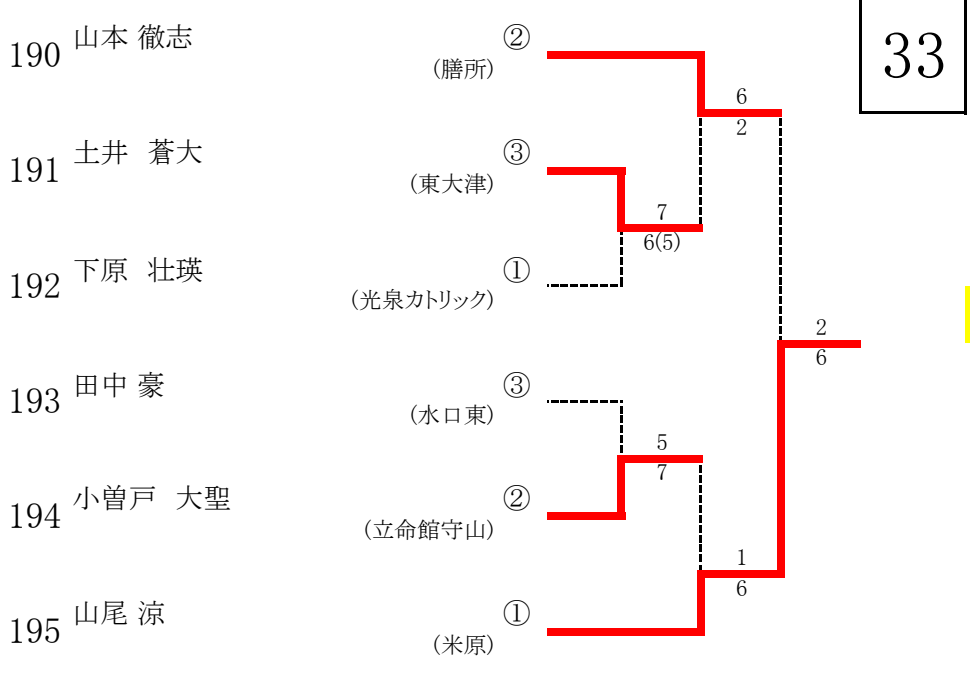 33
190 山本 徹志 ②
(膳所)
6
2
191 土井　蒼大 ③
(東大津)
7
6(5)
192 下原　壮瑛 ①
(光泉カトリック)
2
6
193 田中 豪 ③
(水口東)
5
7
194 小曽戸　大聖 ②
(立命館守山)
1
6
195 山尾 涼 ①
(米原)